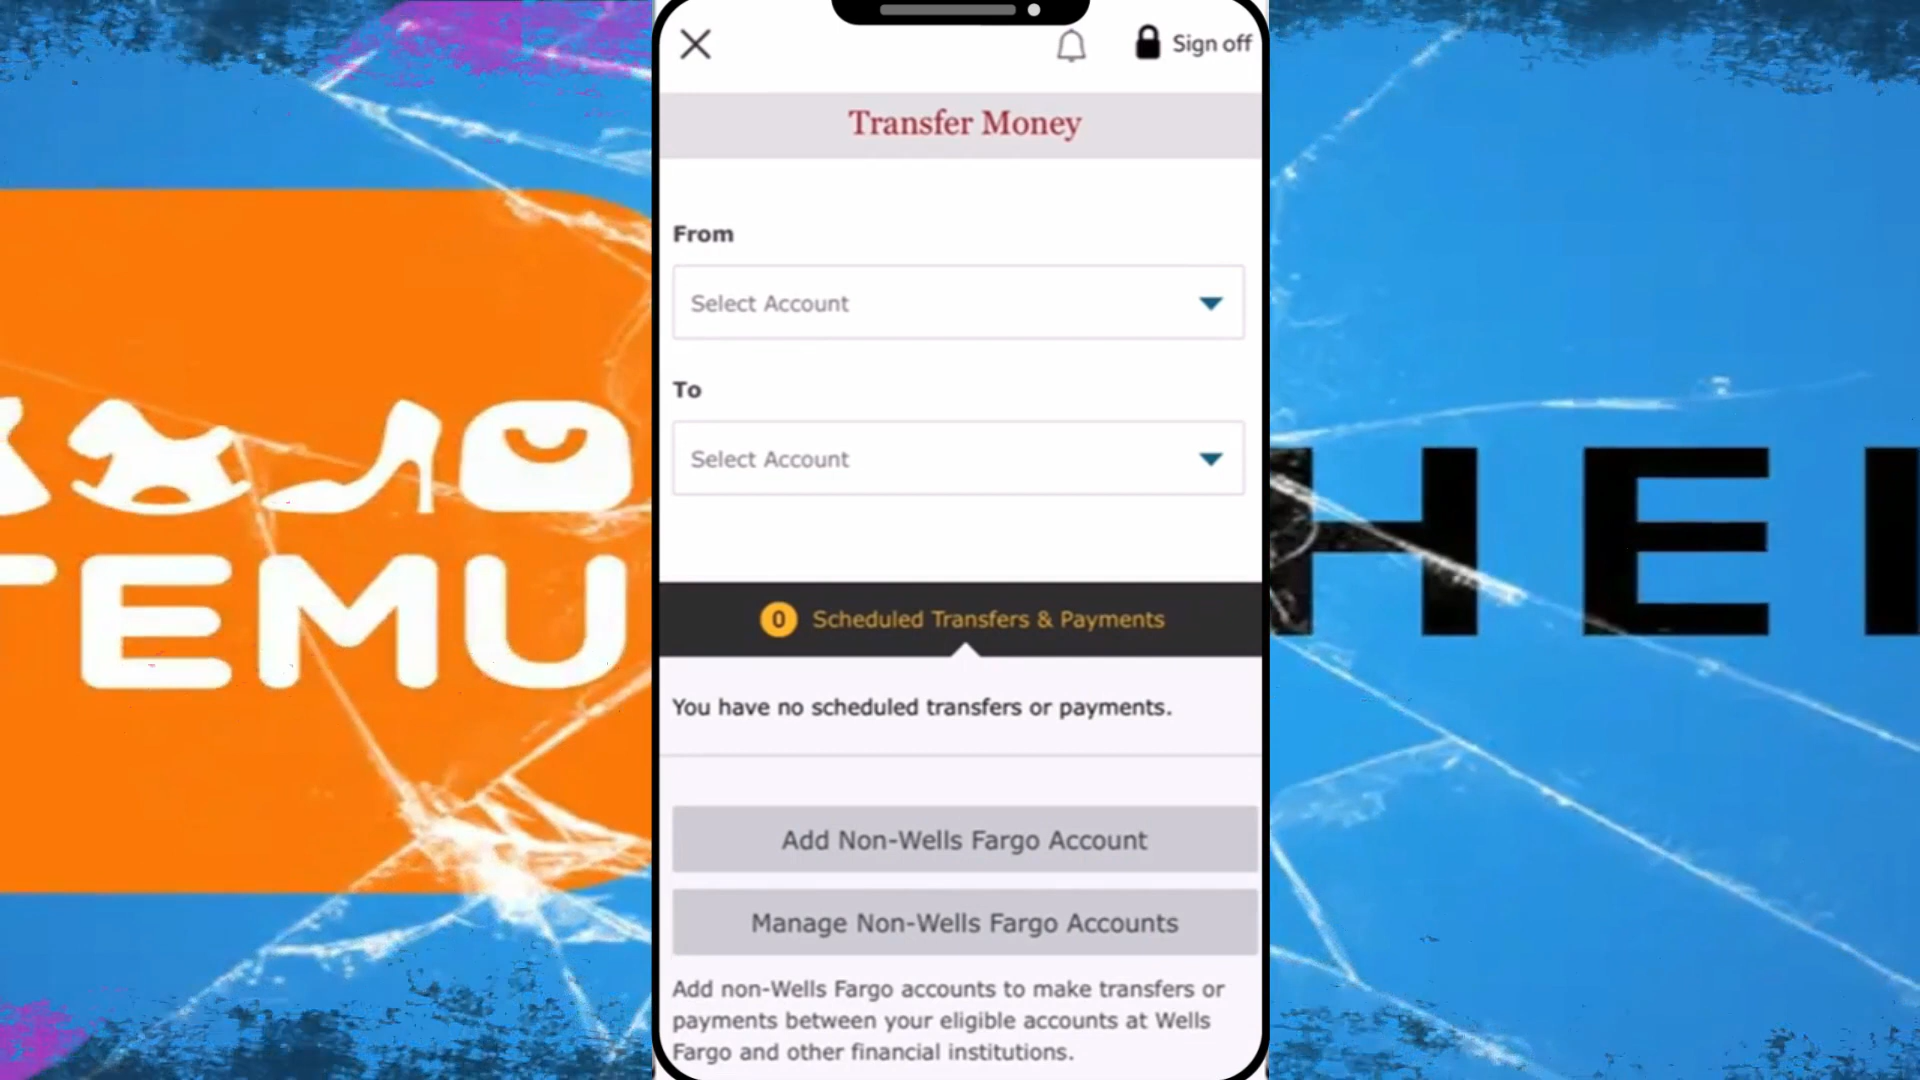 Sign off
Transfer Money
From
Select Account
To
Select Account
0 Scheduled Transfers & Payments
You have no scheduled transfers or payments.
Add Non-Wells Fargo Account
Manage Non-Wells Fargo Accounts
Add non-Wells Fargo accounts to make transfers or
payments between your eligible accounts at Wells
Fargo and other financial institutions.
TEMU
HEI